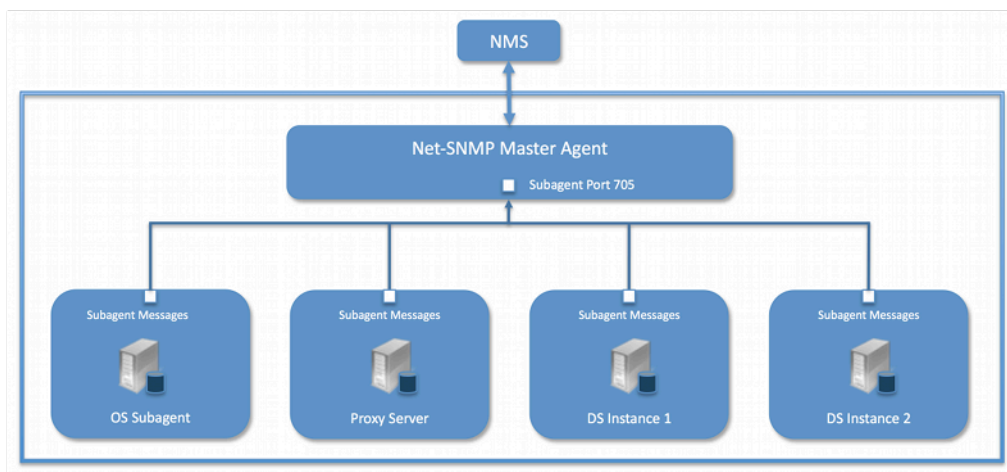 NMS
Net-SNMP Master Agent
Subagent Port 705
Subagent Messages
Subagent Messages
Subagent Messages
Subagent Messages
OS Subagent
Proxy Server
DS Instance 1
DS Instance 2